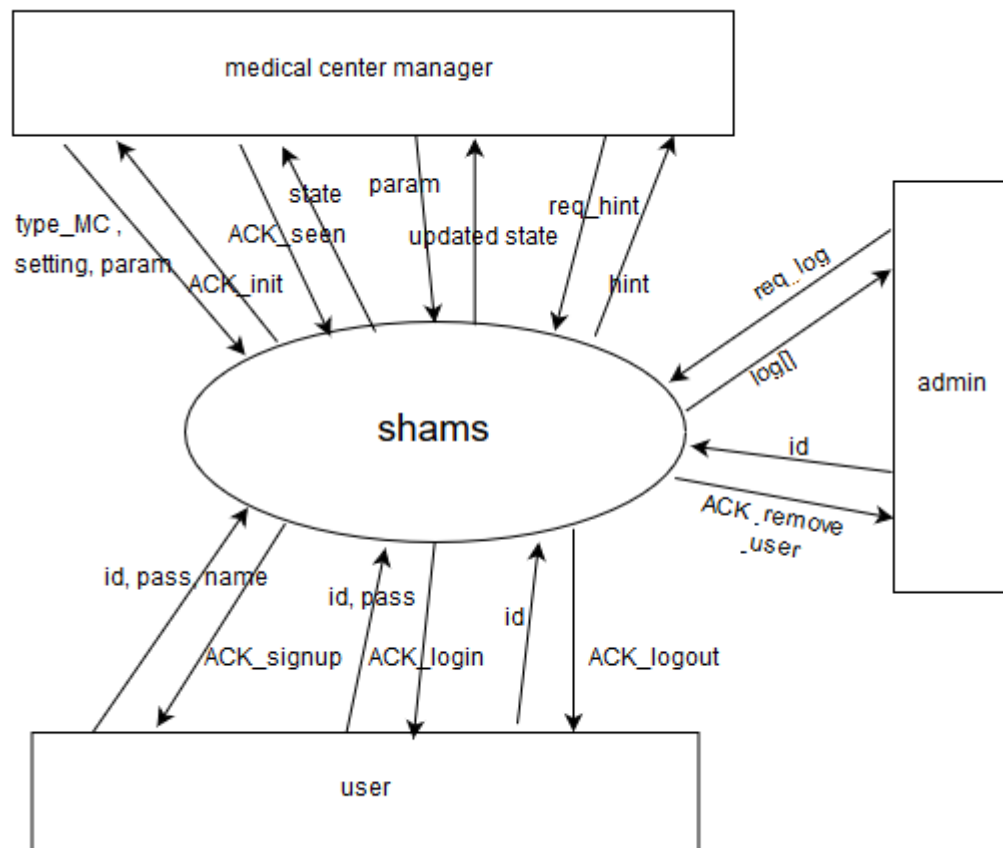 medical center manager
type_MC ,
setting, param
ACK_init
ACK_seen
state
param
updated state
req_hint
hint
req_log
log[]
admin
id
ACK_remove
_user
shams
id, pass, name
ACK_signup
id, pass
ACK_login
id
ACK_logout
user